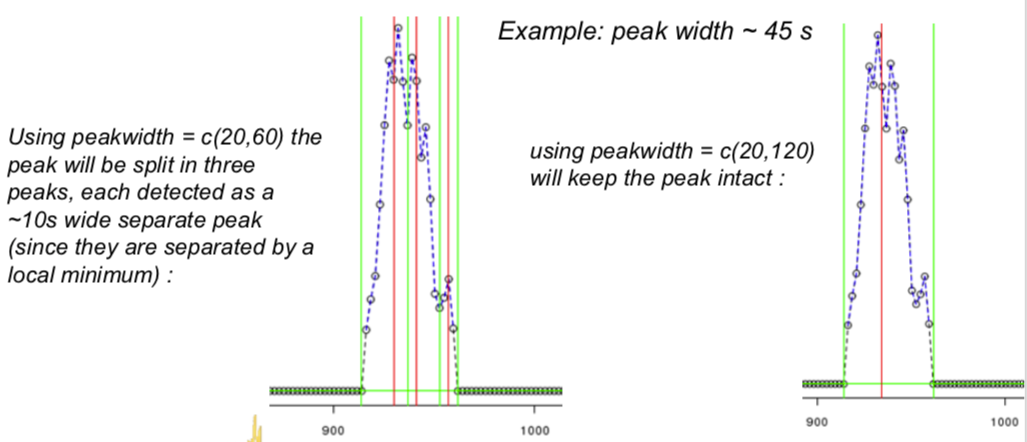 Example: peak width ~ 45 s
Using peakwidth = c(20,60) the
peak will be split in three
peaks, each detected as a
~10s wide separate peak
(since they are separated by a
local minimum) :
using peakwidth = c(20,120)
will keep the peak intact :
900
1000
900
1000